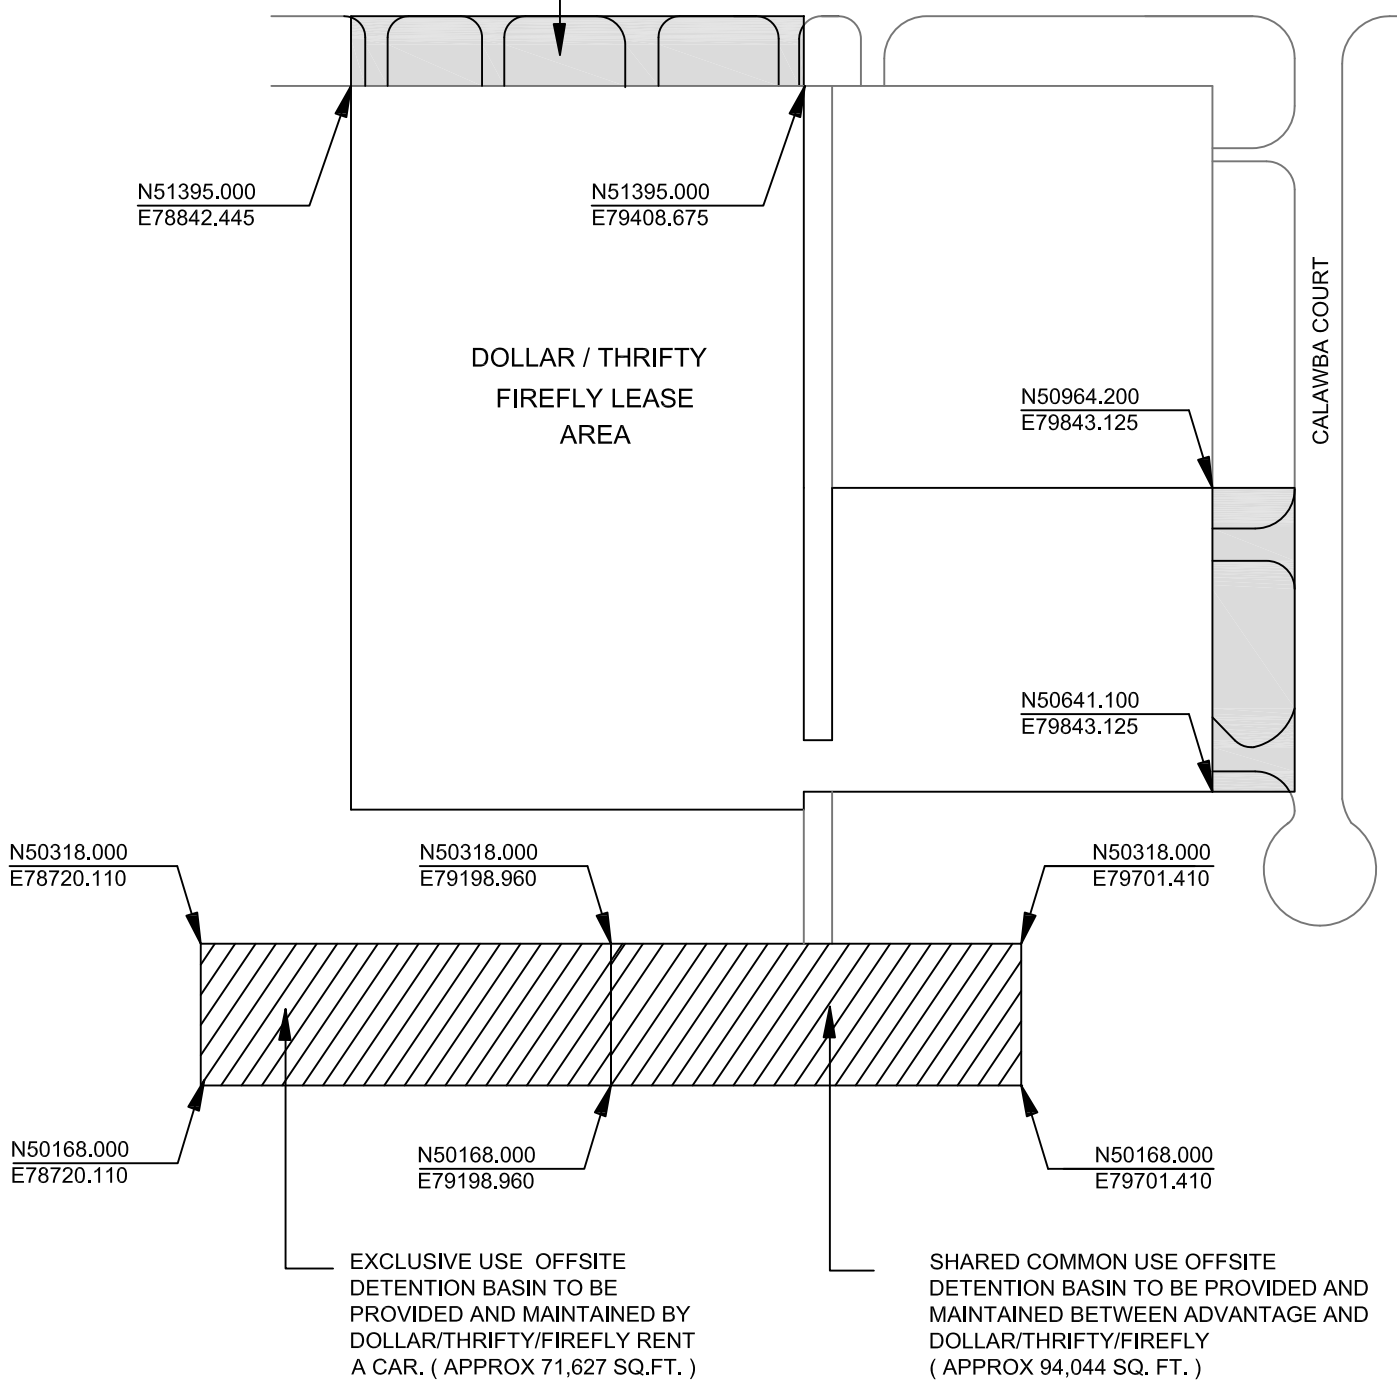 N51395.000
E78842.445
N51395.000
E79408.675
CALAWBA COURT
DOLLAR / THRIFTY
FIREFLY LEASE
AREA
N50964.200
E79843.125
N50641.100
E79843.125
N50318.000
E78720.110
N50318.000
E79198.960
N50318.000
E79701.410
N50168.000
E78720.110
N50168.000
E79198.960
N50168.000
E79701.410
EXCLUSIVE USE OFFSITE
DETENTION BASIN TO BE
PROVIDED AND MAINTAINED BY
DOLLAR/THRIFTY/FIREFLY RENT
A CAR. ( APPROX 71,627 SQ.FT. )
SHARED COMMON USE OFFSITE
DETENTION BASIN TO BE PROVIDED AND
MAINTAINED BETWEEN ADVANTAGE AND
DOLLAR/THRIFTY/FIREFLY
( APPROX 94,044 SQ. FT. )